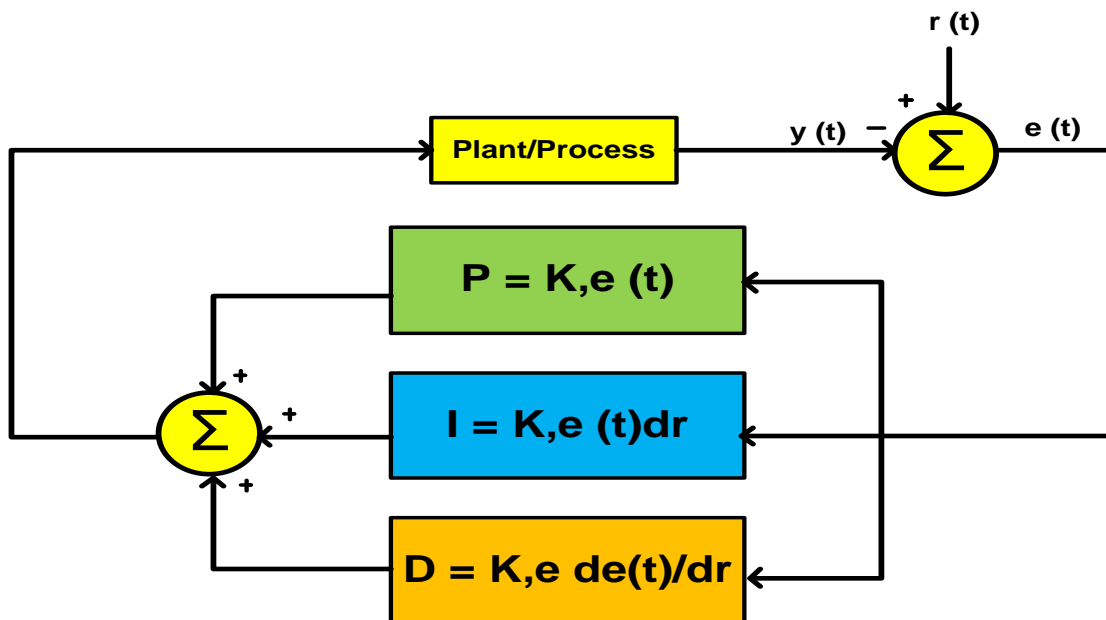 r (t)
+
Plant/Process
y (t)
–
Σ
e (t)
P = K,e (t)
+
Σ
+
I = K,e (t)dr
+
D = K,e de(t)/dr